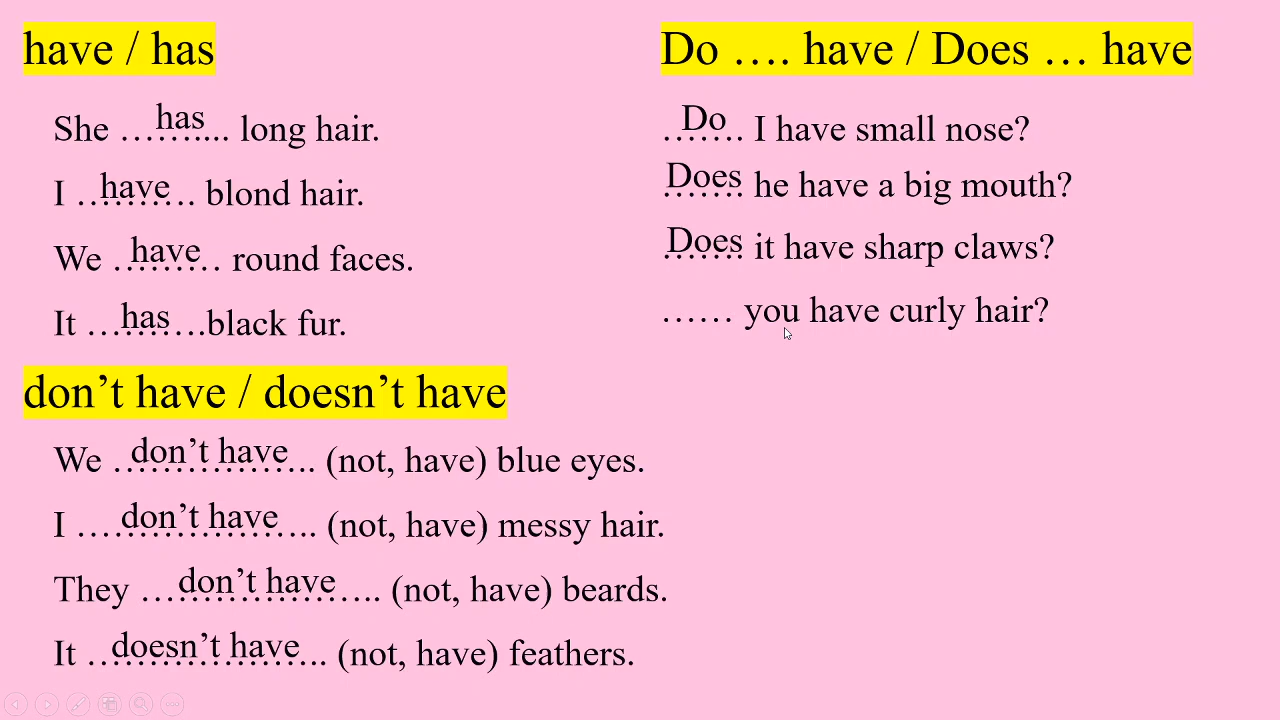 have / has
She ...has... long hair.
I ...have... blond hair.
We ...have... round faces.
It ...has...black fur.
don’t have / doesn’t have
We ...don’t have... (not, have) blue eyes.
I ...don’t have... (not, have) messy hair.
They ...don’t have... (not, have) beards.
It ...doesn’t have... (not, have) feathers.
Do …. have / Does … have
Do I have small nose?
Does he have a big mouth?
Does it have sharp claws?
…… you have curly hair?